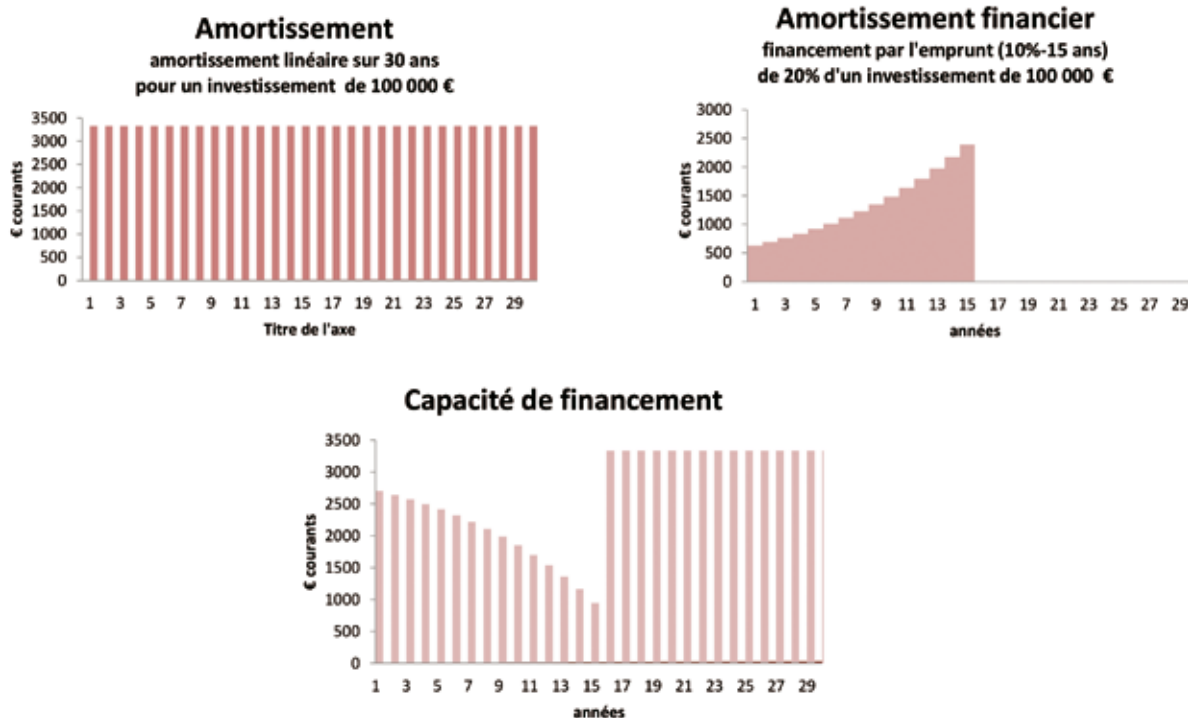 Amortissement
amortissement linéaire sur 30 ans
pour un investissement de 100 000 €
3500
3000
2500
2000
1500
1000
500
0
€ courants
1 3 5 7 9 11 13 15 17 19 21 23 25 27 29
Titre de l'axe
Amortissement financier
financement par l'emprunt (10%-15 ans)
de 20% d'un investissement de 100 000 €
3000
2500
2000
1500
1000
500
0
€ courants
1 3 5 7 9 11 13 15 17 19 21 23 25 27 29
années
Capacité de financement
3500
3000
2500
2000
1500
1000
500
0
€ courants
1 3 5 7 9 11 13 15 17 19 21 23 25 27 29
années